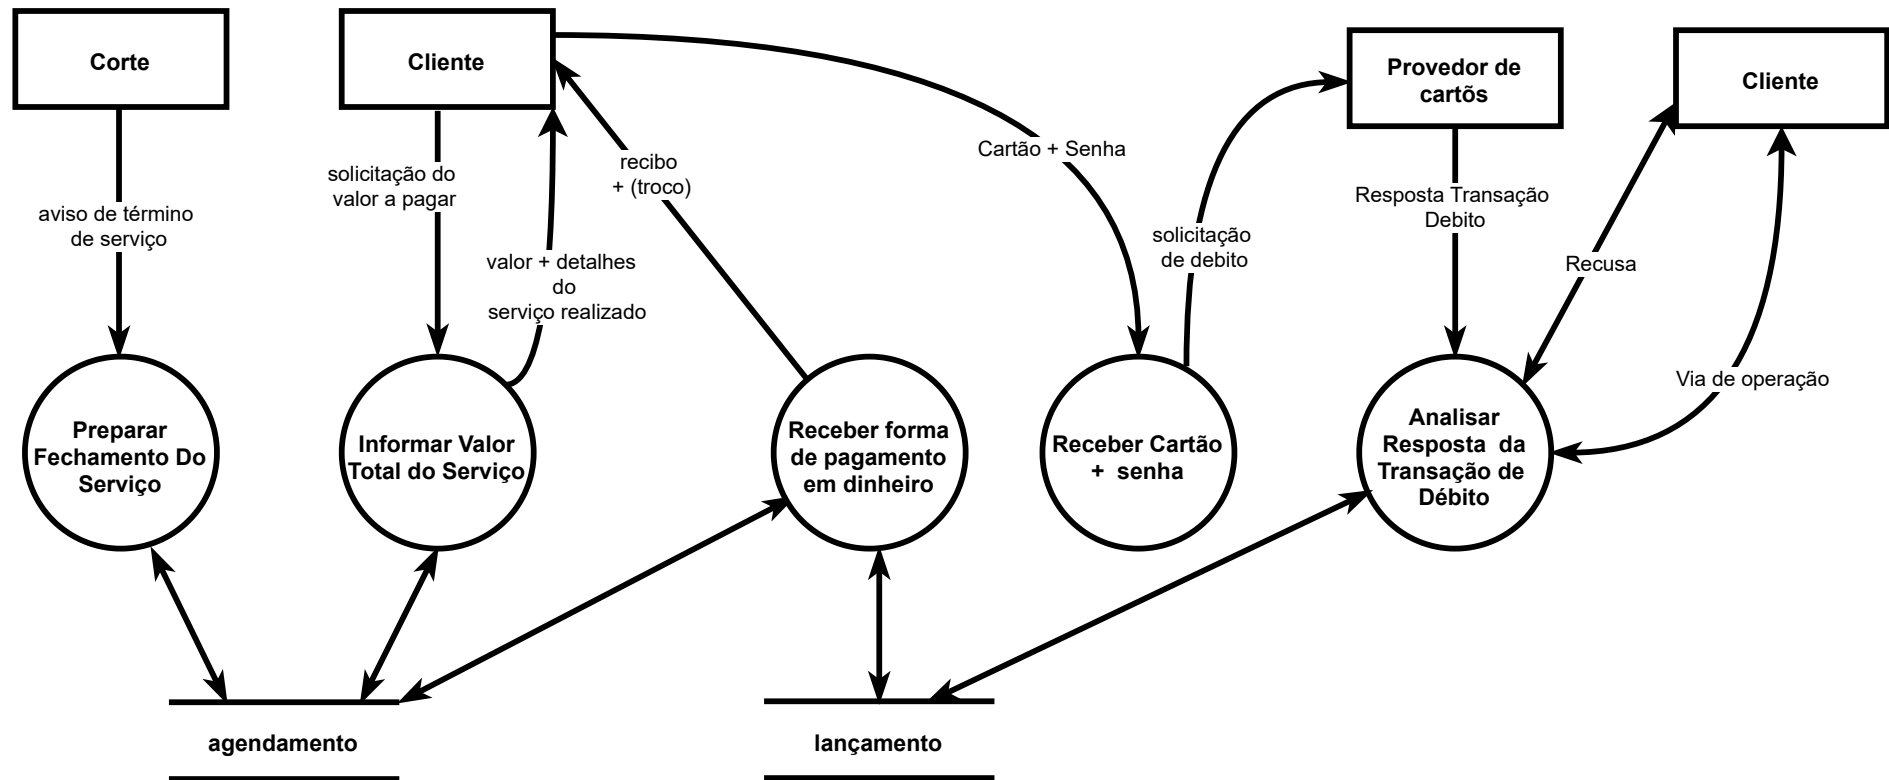 Corte
Cliente
Provedor de
cartõs
Cliente
Cartão + Senha
recibo
+ (troco)
solicitação do
valor a pagar
aviso de término
de serviço
Resposta Transação
Debito
solicitação
de debito
valor + detalhes
do
serviço realizado
Recusa
Via de operação
Preparar
Fechamento Do
Serviço
Informar Valor
Total do Serviço
Receber forma
de pagamento
em dinheiro
Receber Cartão
+ senha
Analisar
Resposta da
Transação de
Débito
agendamento
lançamento